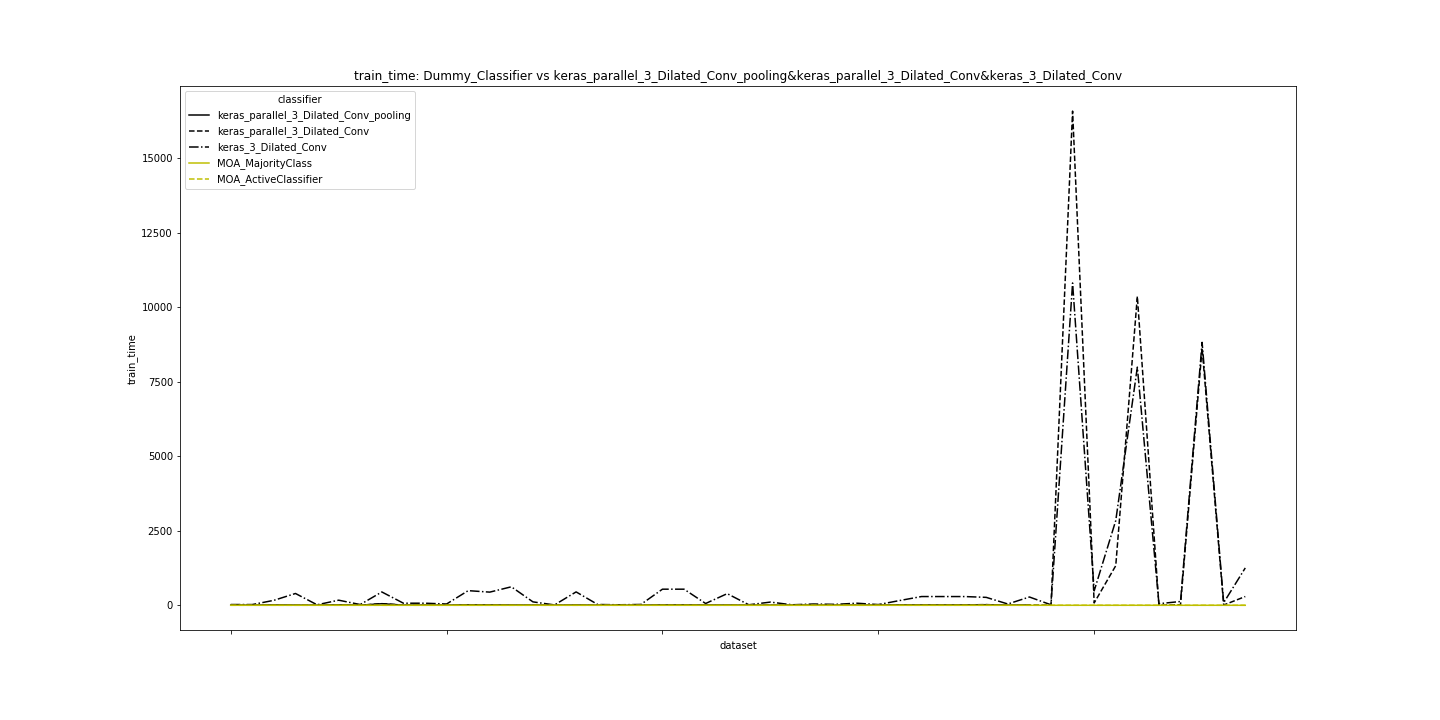 train_time: Dummy_Classifier vs keras_parallel_3_Dilated_Conv_pooling&keras_parallel_3_Dilated_Conv&keras_3_Dilated_Conv
classifier
keras_parallel_3_Dilated_Conv_pooling
keras_parallel_3_Dilated_Conv
keras_3_Dilated_Conv
MOA_MajorityClass
MOA_ActiveClassifier
15000
12500
10000
7500
5000
2500
0
train_time
dataset